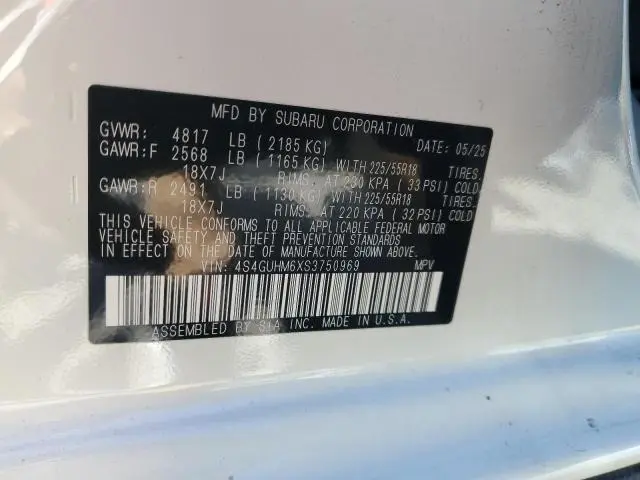 MFD BY SUBARU CORPORATION
GVWR: 4817 LB (2185 KG) DATE: 05/25
GAWR:F 2568 LB (1165 KG) WITH 225/55R18 TIRES.
18X7J RIMS. AT 230 KPA (33 PSI) COLD
GAWR:R 2491 LB (1130 KG) WITH 225/55R18 TIRES.
18X7J RIMS. AT 220 KPA (32 PSI) COLD
THIS VEHICLE CONFORMS TO ALL APPLICABLE FEDERAL MOTOR
VEHICLE SAFETY AND THEFT PREVENTION STANDARDS
IN EFFECT ON THE DATE OF MANUFACTURE SHOWN ABOVE.
VIN: 4S4GUHM6XS3750969 MPV
ASSEMBLED BY SIA INC. MADE IN U.S.A.